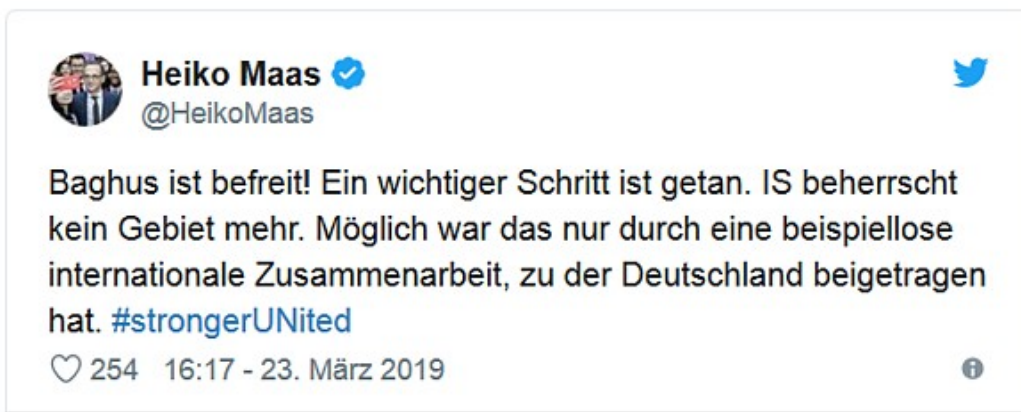 Heiko Maas
@HeikoMaas
Baghus ist befreit! Ein wichtiger Schritt ist getan. IS beherrscht
kein Gebiet mehr. Möglich war das nur durch eine beispiellose
internationale Zusammenarbeit, zu der Deutschland beigetragen
hat. #strongerUNited
254 16:17 - 23. März 2019